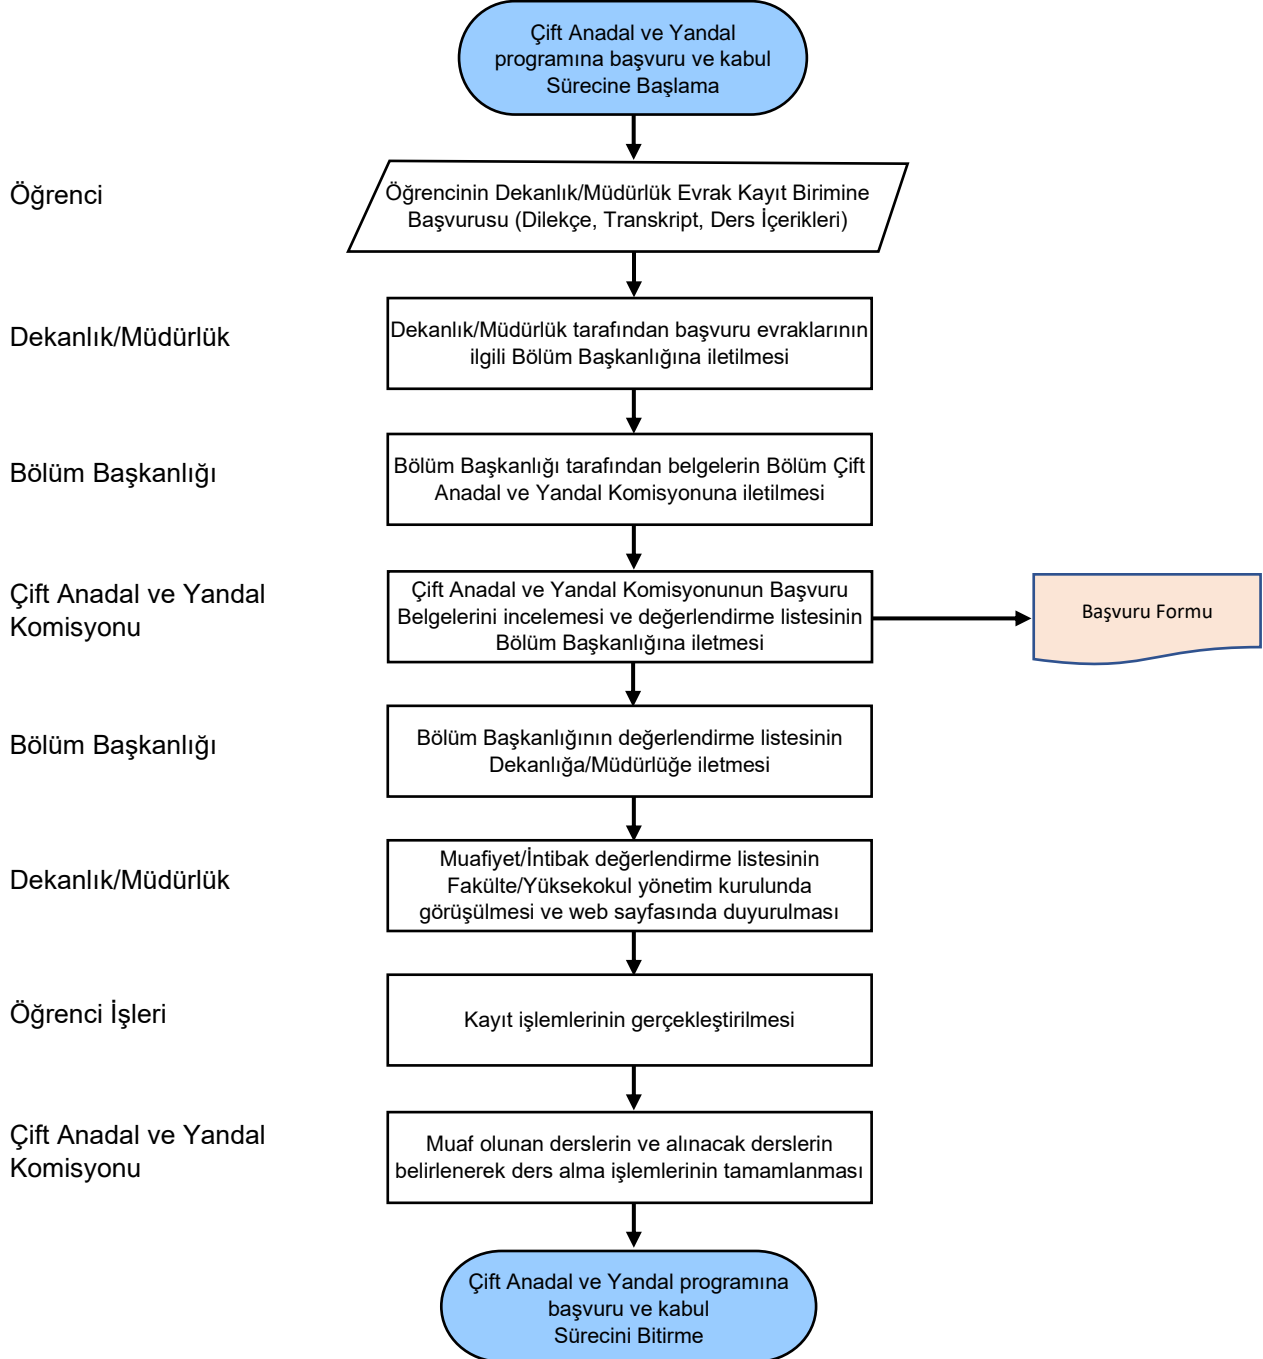 Çift Anadal ve Yandal
programına başvuru ve kabul
Sürecine Başlama
Öğrenci
Öğrencinin Dekanlık/Müdürlük Evrak Kayıt Birimine
Başvurusu (Dilekçe, Transkript, Ders İçerikleri)
Dekanlık/Müdürlük
Dekanlık/Müdürlük tarafından başvuru evraklarının
ilgili Bölüm Başkanlığına iletilmesi
Bölüm Başkanlığı
Bölüm Başkanlığı tarafından belgelerin Bölüm Çift
Anadal ve Yandal Komisyonuna iletilmesi
Çift Anadal ve Yandal
Komisyonu
Çift Anadal ve Yandal Komisyonunun Başvuru
Belgelerini incelemesi ve değerlendirme listesinin
Bölüm Başkanlığına iletmesi
Başvuru Formu
Bölüm Başkanlığı
Bölüm Başkanlığının değerlendirme listesinin
Dekanlığa/Müdürlüğe iletmesi
Dekanlık/Müdürlük
Muafiyet/İntibak değerlendirme listesinin
Fakülte/Yüksekokul yönetim kurulunda
görüşülmesi ve web sayfasında duyurulması
Öğrenci İşleri
Kayıt işlemlerinin gerçekleştirilmesi
Çift Anadal ve Yandal
Komisyonu
Muaf olunan derslerin ve alınacak derslerin
belirlenerek ders alma işlemlerinin tamamlanması
Çift Anadal ve Yandal programına
başvuru ve kabul
Sürecini Bitirme